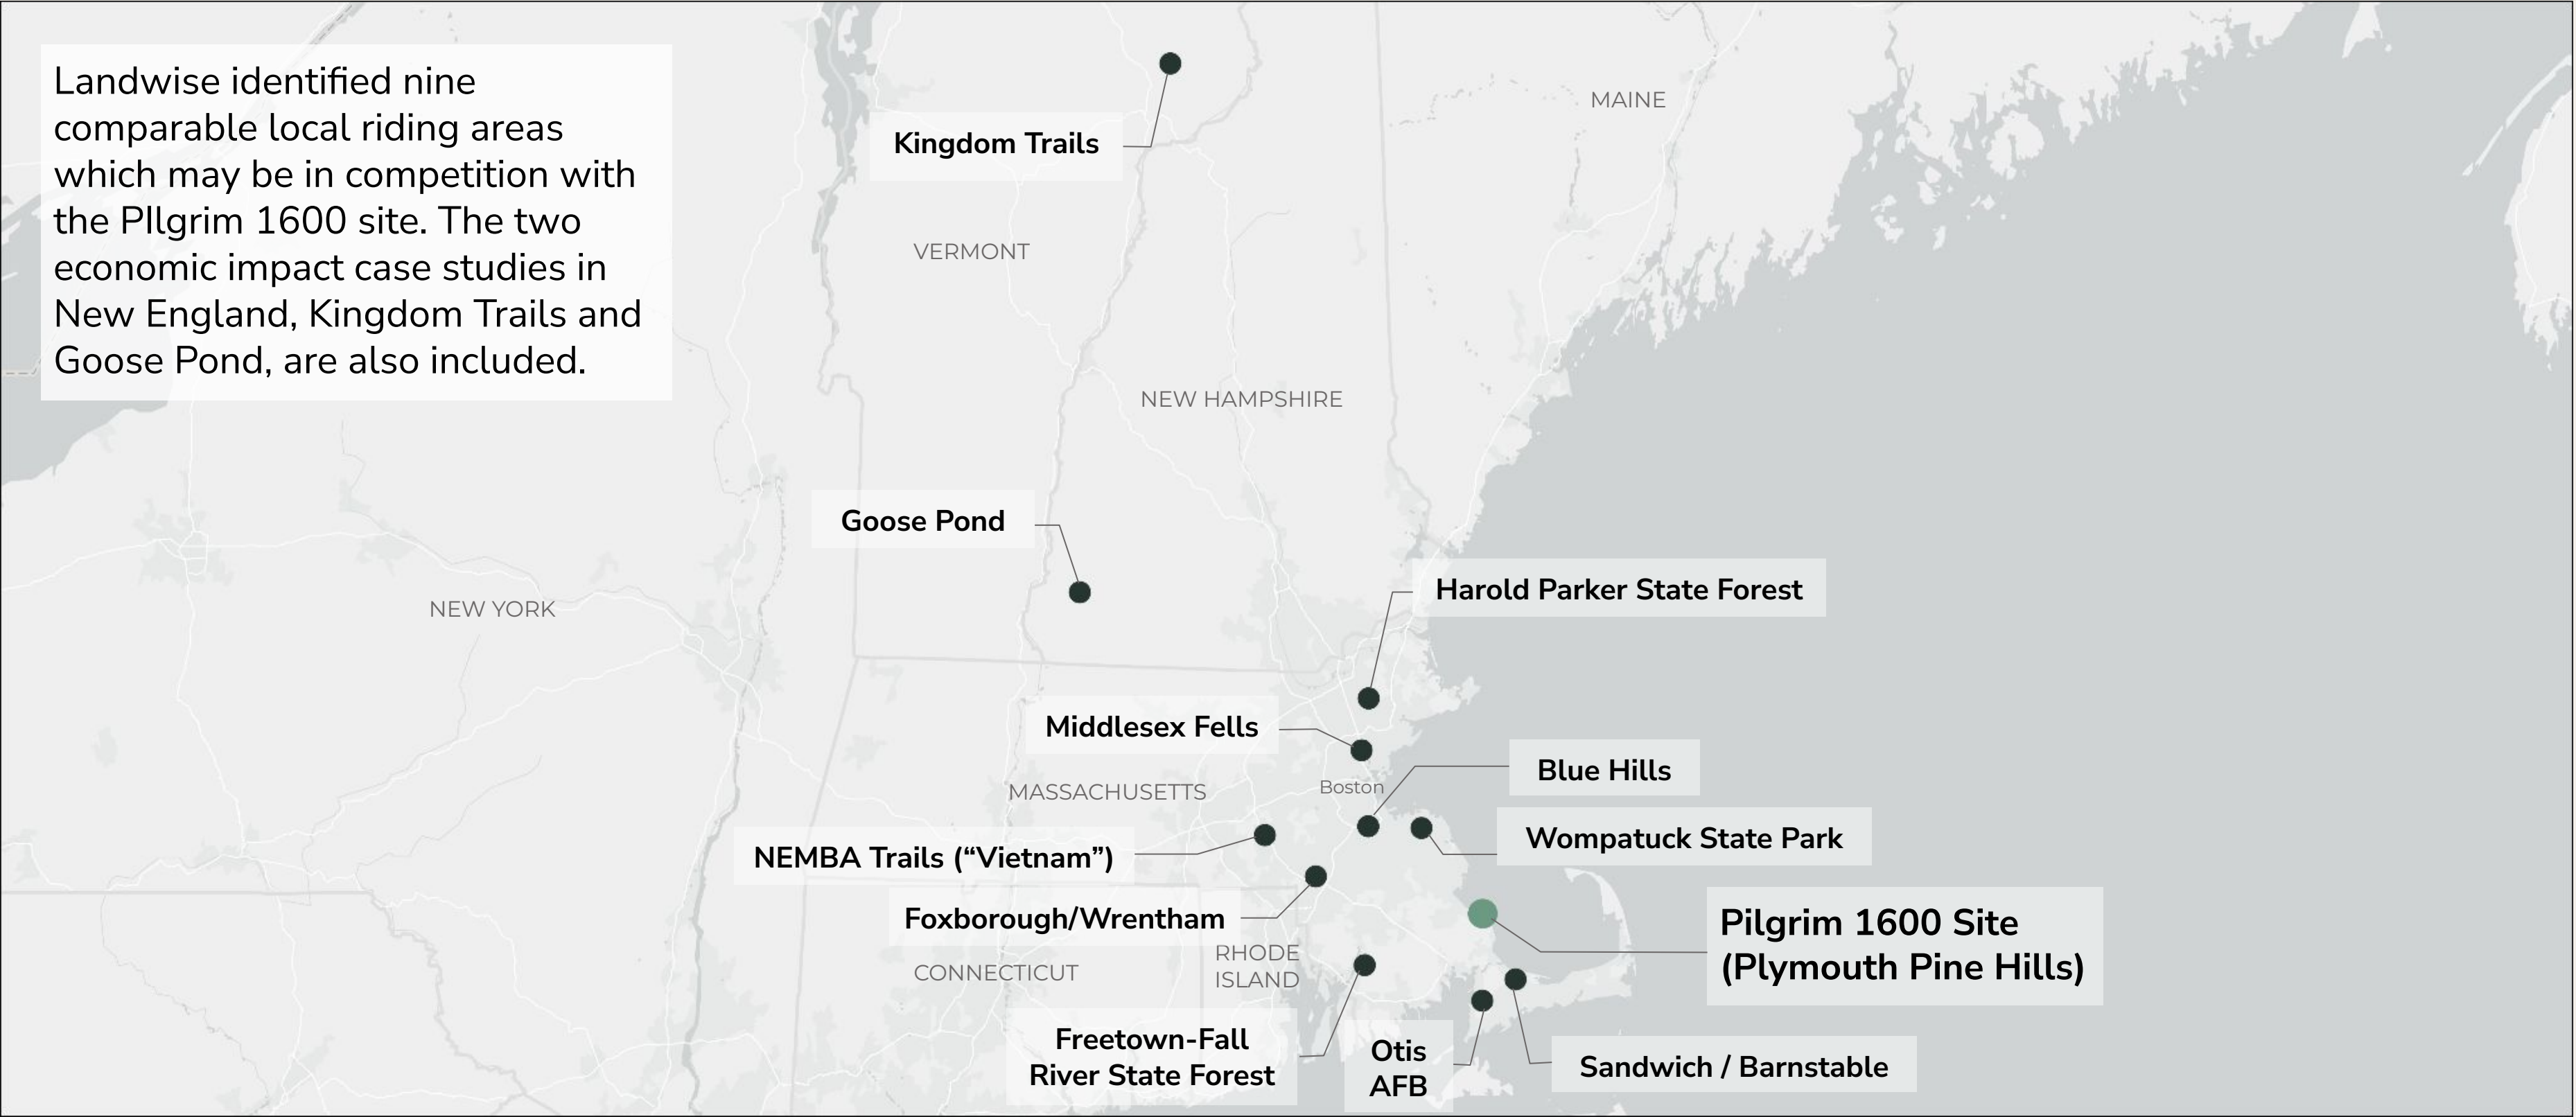 Landwise identified nine
comparable local riding areas
which may be in competition with
the Pllgrim 1600 site. The two
economic impact case studies in
New England, Kingdom Trails and
Goose Pond, are also included.
MAINE
Kingdom Trails
VERMONT
NEW HAMPSHIRE
Goose Pond
NEW YORK
Harold Parker State Forest
Middlesex Fells
Blue Hills
MASSACHUSETTS
Boston
Wompatuck State Park
NEMBA Trails (“Vietnam”)
Foxborough/Wrentham
Pilgrim 1600 Site
(Plymouth Pine Hills)
RHODE
ISLAND
CONNECTICUT
Freetown-Fall
River State Forest
Otis
AFB
Sandwich / Barnstable